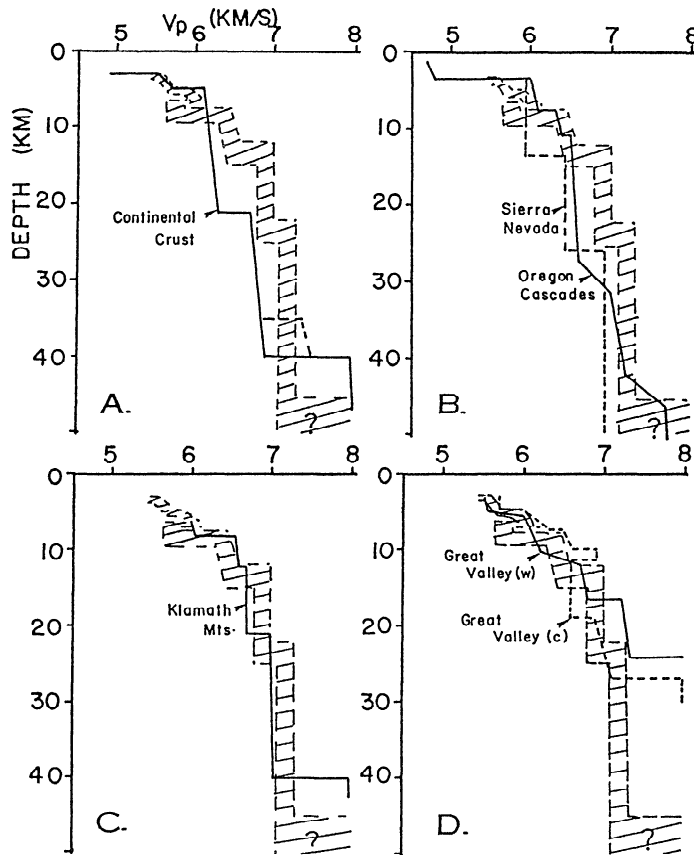 Vp (KM/S)
5 6 7 8
0
10
20
30
40
DEPTH (KM)
Continental
Crust
A.
?
5 6 7 8
0
10
20
30
40
Sierra
Nevada
Oregon
Cascades
B.
?
5 6 7 8
0
10
20
30
40
Klamath
Mts.
C.
?
5 6 7 8
0
10
20
30
40
Great
Valley (w)
Great
Valley (c)
D.
?